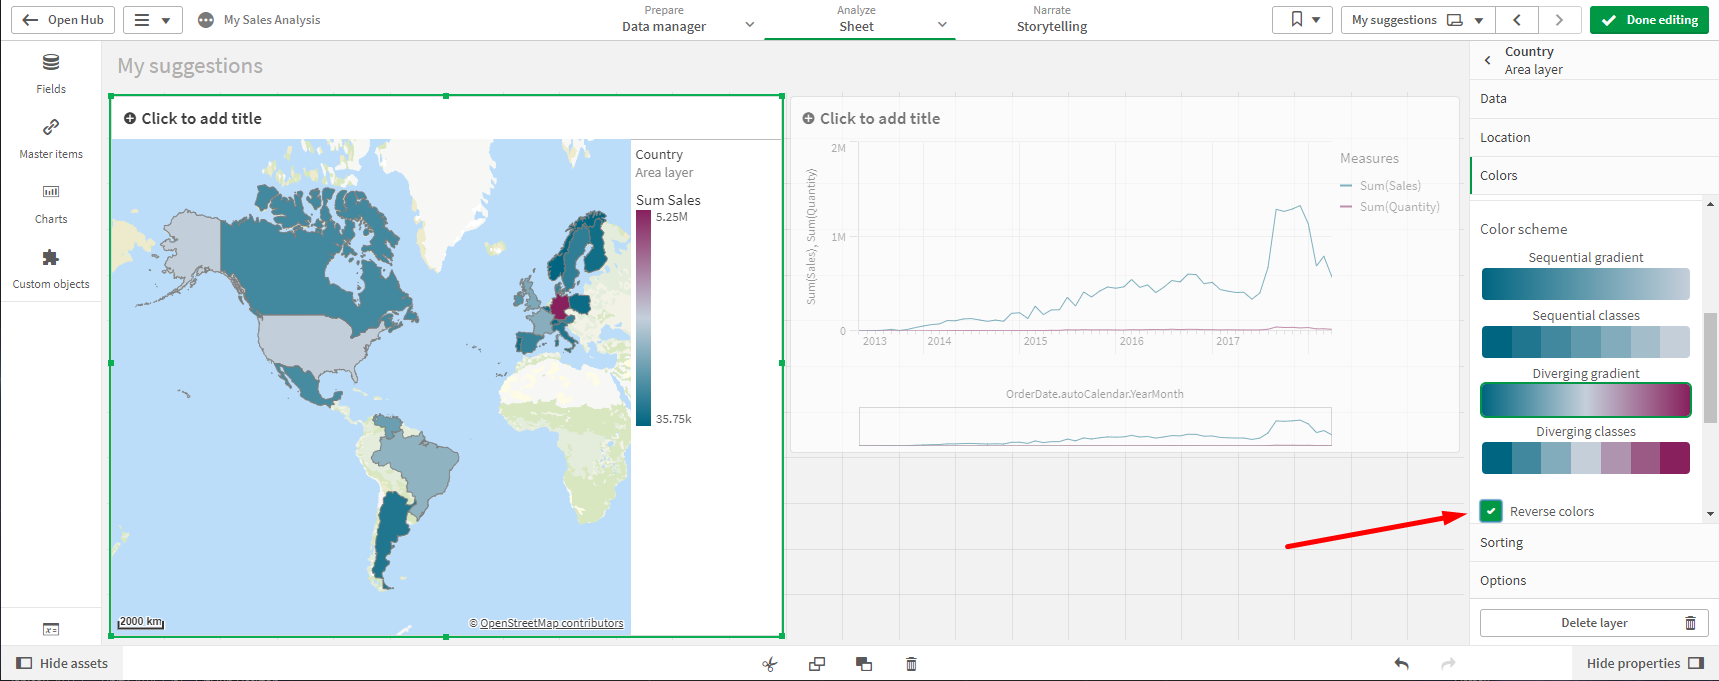 Open Hub
My Sales Analysis
Prepare
Data manager
Analyze
Sheet
Narrate
Storytelling
My suggestions
Done editing
Fields
Master items
Charts
Custom objects
My suggestions
Click to add title
Country
Area layer
Sum Sales
5.25M
35.75k
2000 km
© OpenStreetMap contributors
Click to add title
Sum(Sales), Sum(Quantity)
2M
1M
0
2013 2014 2015 2016 2017
Measures
Sum(Sales)
Sum(Quantity)
OrderDate.autoCalendar.YearMonth
Country
Area layer
Data
Location
Colors
Color scheme
Sequential gradient
Sequential classes
Diverging gradient
Diverging classes
Reverse colors
Sorting
Options
Delete layer
Hide assets
Hide properties